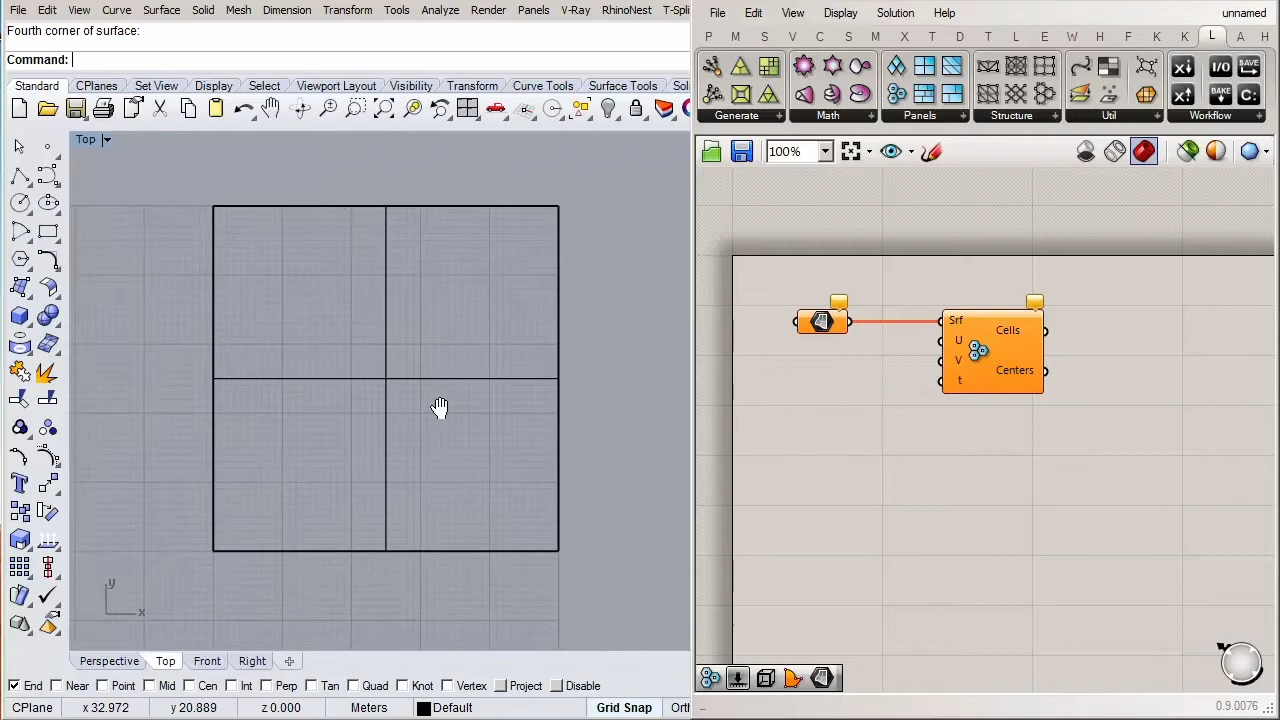 File Edit View Curve Surface Solid Mesh Dimension Transform Tools Analyze Render Panels V-Ray RhinoNest T-Spli
Fourth corner of surface:
Command:
Standard CPlanes Set View Display Select Viewport Layout Visibility Transform Curve Tools Surface Tools Sol
Top
y
x
Perspective Top Front Right
End Near Point Mid Cen Int Perp Tan Quad Knot Vertex Project Disable
CPlane x 32.972 y 20.889 z 0.000 Meters Default Grid Snap Ort
File Edit View Display Solution Help unnamed
P M S V C S M X T D T L E W M H F K K L A H
I/O SAVE
BAKE C:
Generate Math Panels Structure Util Workflow
100%
Srf
U
V
t
Cells
Centers
0.9.0076